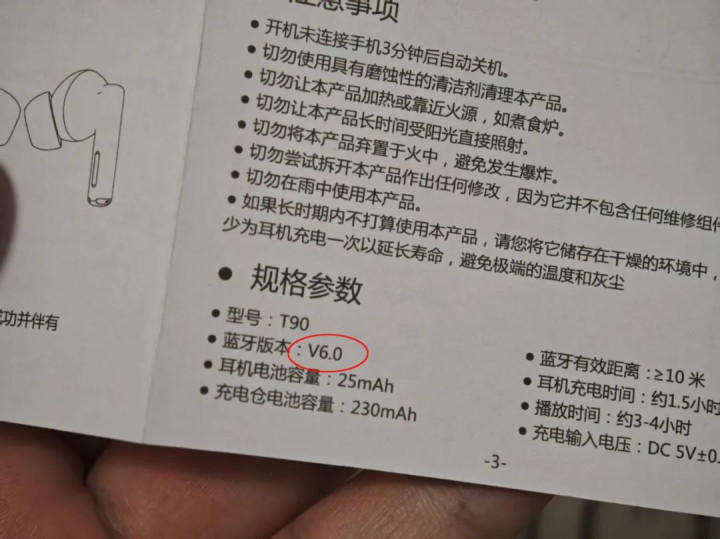 注意事项
• 开机未连接手机3分钟后自动关机。
• 切勿使用具有磨蚀性的清洁剂清理本产品。
• 切勿让本产品加热或靠近火源，如煮食炉。
• 切勿让本产品长时间受阳光直接照射。
• 切勿将本产品弃置于火中，避免发生爆炸。
• 切勿尝试拆开本产品作出任何修改，因为它并不包含任何维修组件
• 切勿在雨中使用本产品。
• 如果长时期内不打算使用本产品，请您将它储存在干燥的环境中，
少为耳机充电一次以延长寿命，避免极端的温度和灰尘
成功并伴有
• 规格参数
• 型号：T90
• 蓝牙版本：V6.0
• 耳机电池容量：25mAh
• 充电仓电池容量：230mAh
• 蓝牙有效距离：≥10 米
• 耳机充电时间：约1.5小时
• 播放时间：约3-4小时
• 充电输入电压：DC 5V±0.
-3-